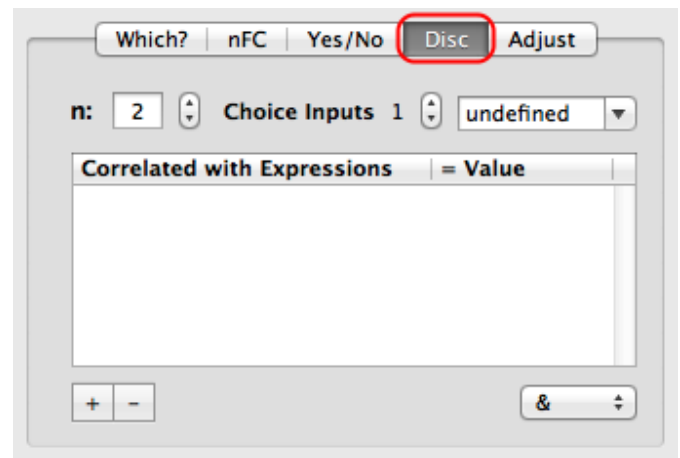 Which? nFC Yes/No Disc Adjust
n: 2 Choice Inputs 1 undefined
Correlated with Expressions = Value
+ - &